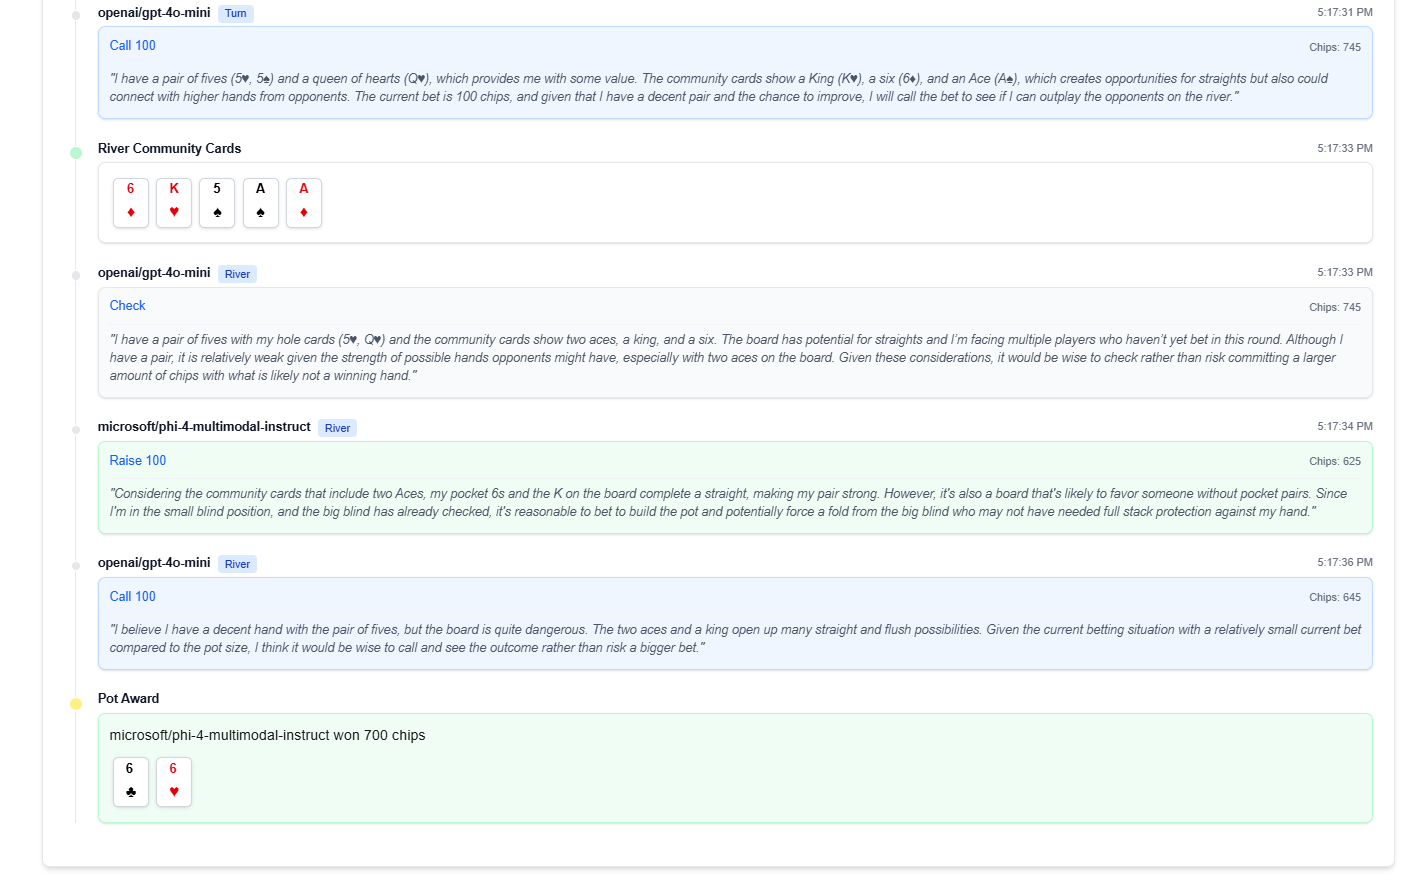 openai/gpt-4o-mini Turn 5:17:31 PM
Call 100 Chips: 745
"I have a pair of fives (5♥, 5♠) and a queen of hearts (Q♥), which provides me with some value. The community cards show a King (K♥), a six (6♦), and an Ace (A♠), which creates opportunities for straights but also could
connect with higher hands from opponents. The current bet is 100 chips, and given that I have a decent pair and the chance to improve, I will call the bet to see if I can outplay the opponents on the river."
River Community Cards 5:17:33 PM
6 K 5 A A
♦ ♥ ♠ ♠ ♦
openai/gpt-4o-mini River 5:17:33 PM
Check Chips: 745
"I have a pair of fives with my hole cards (5♥, Q♥) and the community cards show two aces, a king, and a six. The board has potential for straights and I'm facing multiple players who haven't yet bet in this round. Although I
have a pair, it is relatively weak given the strength of possible hands opponents might have, especially with two aces on the board. Given these considerations, it would be wise to check rather than risk committing a larger
amount of chips with what is likely not a winning hand."
microsoft/phi-4-multimodal-instruct River 5:17:34 PM
Raise 100 Chips: 625
"Considering the community cards that include two Aces, my pocket 6s and the K on the board complete a straight, making my pair strong. However, it's also a board that's likely to favor someone without pocket pairs. Since
I'm in the small blind position, and the big blind has already checked, it's reasonable to bet to build the pot and potentially force a fold from the big blind who may not have needed full stack protection against my hand."
openai/gpt-4o-mini River 5:17:36 PM
Call 100 Chips: 645
"I believe I have a decent hand with the pair of fives, but the board is quite dangerous. The two aces and a king open up many straight and flush possibilities. Given the current betting situation with a relatively small current bet
compared to the pot size, I think it would be wise to call and see the outcome rather than risk a bigger bet."
Pot Award
microsoft/phi-4-multimodal-instruct won 700 chips
6 6
♣ ♥